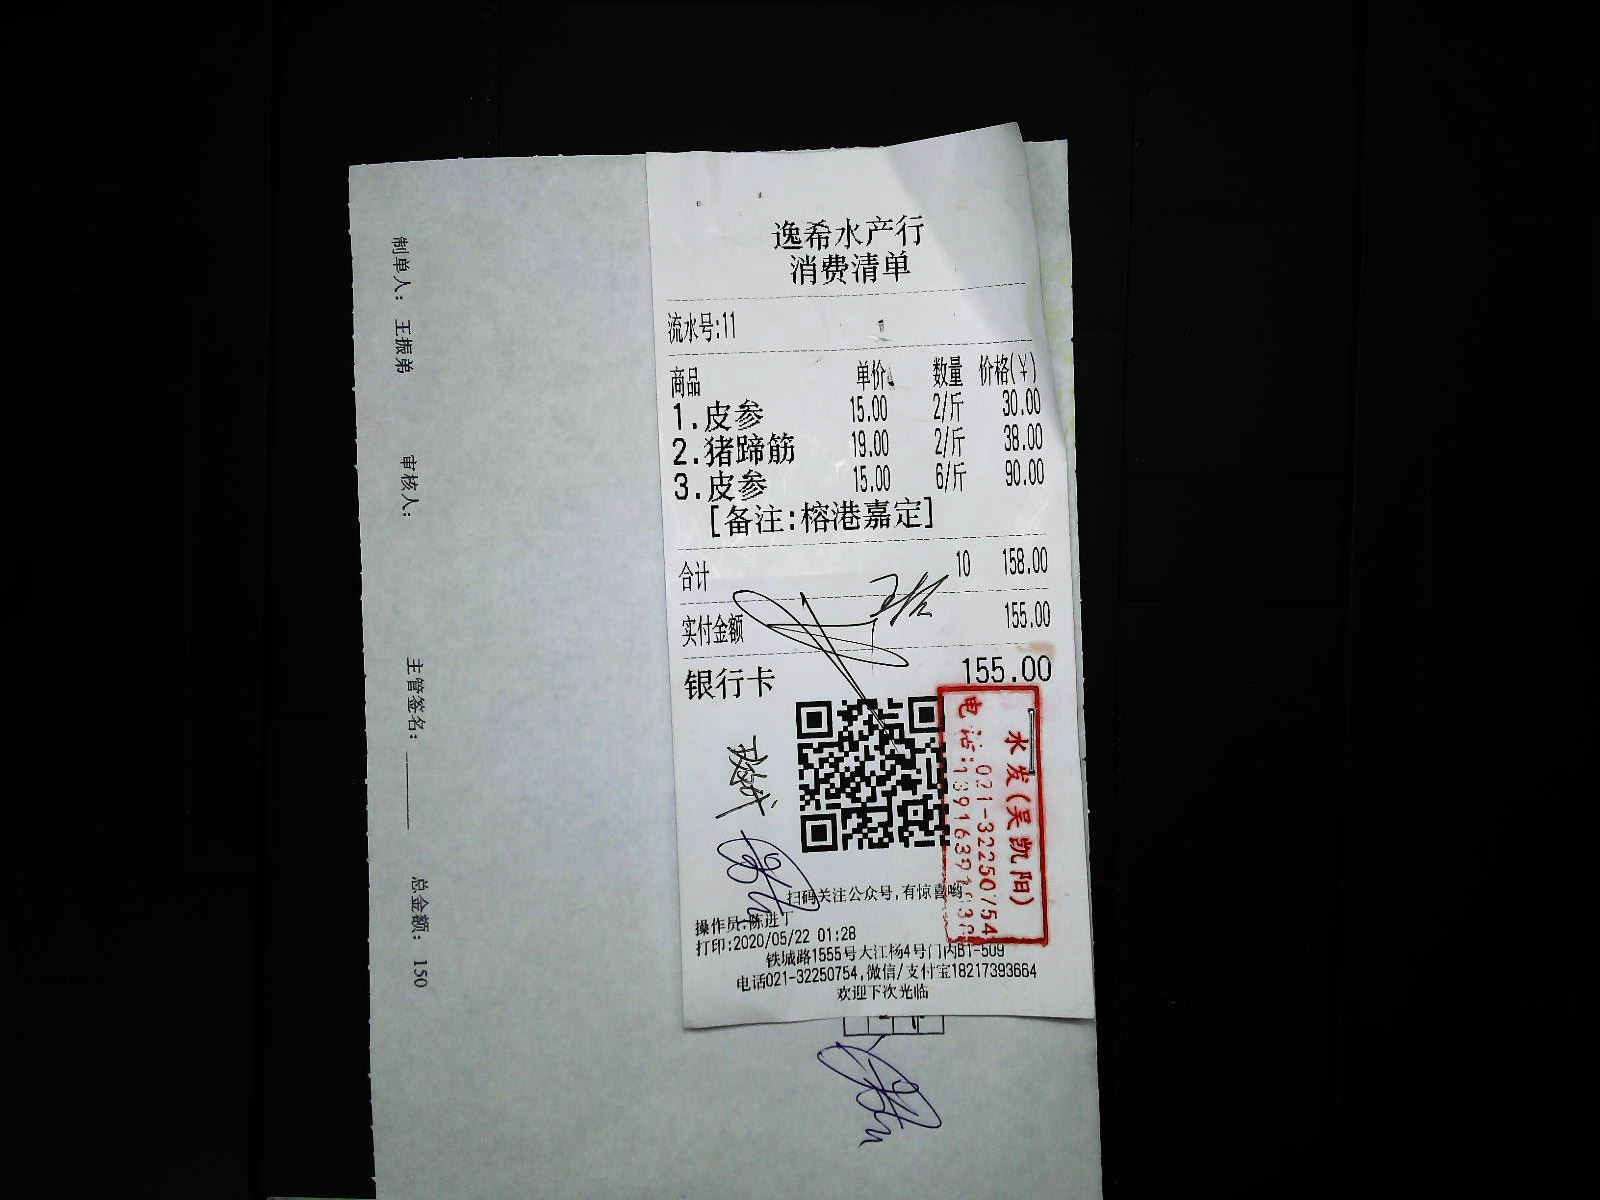 逸希水产行
消费清单
流水号:11
商品 单价 数量 价格(￥)
1.皮参 15.00 2/斤 30.00
2.猪蹄筋 19.00 2/斤 38.00
3.皮参 15.00 6/斤 90.00
[备注:榕港嘉定]
合计 10 158.00
实付金额 155.00
银行卡 155.00
水发(吴凯阳)
电话:021-32250754
扫码关注公众号,有惊喜哟
操作员:陈进丁
打印:2020/05/22 01:28
铁城路1555号大江杨4号门内B1-509
电话021-32250754,微信/支付宝18217393664
欢迎下次光临
制单人: 王振弟 审核人: 主管签名: 总金额: 150